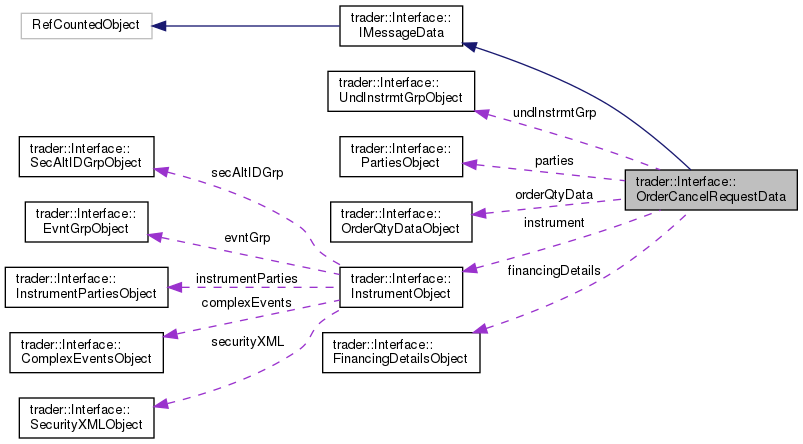 RefCountedObject
trader::Interface::
IMessageData
trader::Interface::
UndInstrmtGrpObject
undInstrmtGrp
trader::Interface::
SecAltIDGrpObject
secAltIDGrp
trader::Interface::
PartiesObject
parties
trader::Interface::
OrderCancelRequestData
trader::Interface::
EvntGrpObject
evntGrp
trader::Interface::
OrderQtyDataObject
orderQtyData
instrument
trader::Interface::
InstrumentPartiesObject
instrumentParties
trader::Interface::
InstrumentObject
financingDetails
complexEvents
trader::Interface::
ComplexEventsObject
securityXML
trader::Interface::
FinancingDetailsObject
trader::Interface::
SecurityXMLObject